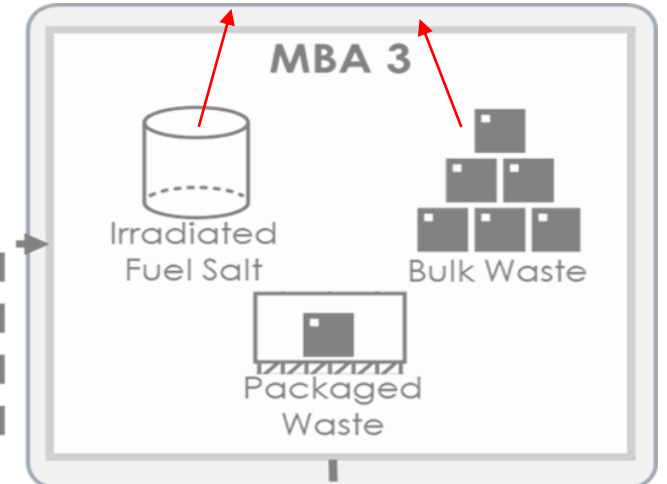 MBA 3
Irradiated
Fuel Salt
Bulk Waste
Packaged
Waste